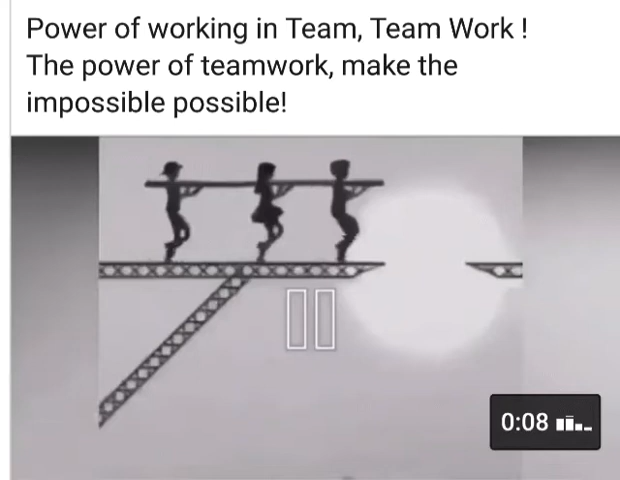 Power of working in Team, Team Work !
The power of teamwork, make the
impossible possible!
0:08